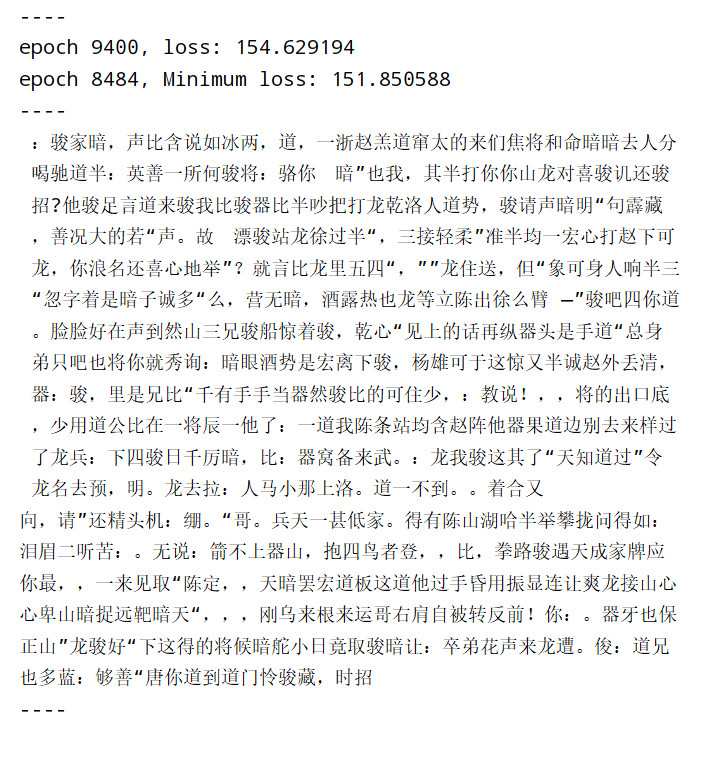 ----
epoch 9400, loss: 154.629194
epoch 8484, Minimum loss: 151.850588
----
：骏家暗，声比含说如冰两，道，一浙赵羔道窜太的来们焦将和命暗暗去人分
喝驰道半：英善一所何骏将：骆你　暗”也我，其半打你你山龙对喜骏讥还骏
招?他骏足言道来骏我比骏器比半吵把打龙乾洛人道势，骏请声暗明“句霹藏
，善况大的若“声。故　漂骏站龙徐过半“，三接轻柔”准半均一宏心打赵下可
龙，你浪名还喜心地举”？就言比龙里五四“，””龙住送，但“象可身人响半三
“忽字着是暗子诚多“么，营无暗，酒露热也龙等立陈出徐么臂 —”骏吧四你道
。脸脸好在声到然山三兄骏船惊着骏，乾心“见上的话再纵器头是手道“总身
弟只吧也将你就秀询：暗眼酒势是宏离下骏，杨雄可于这惊又半诚赵外丢清，
器：骏，里是兄比“千有手手当器然骏比的可住少，：教说！，，将的出口底
，少用道公比在一将辰一他了：一道我陈条站均含赵阵他器果道边别去来样过
了龙兵：下四骏日千厉暗，比：器窝备来武。：龙我骏这其了“天知道过”令
龙名去预，明。龙去拉：人马小那上洛。道一不到。。着合又
向，请”还精头机：绷。“哥。兵天一甚低家。得有陈山湖哈半举攀拢问得如：
泪眉二听苦：。无说：箭不上器山，抱四鸟者登，，比，拳路骏遇天成家牌应
你最，，一来见取“陈定，，天暗罢宏道板这道他过手昏用振显连让爽龙接山心
心卑山暗捉远靶暗天“，，，刚乌来根来运哥右肩自被转反前！你：。器牙也保
正山”龙骏好“下这得的将候暗舵小日竟取骏暗让：卒弟花声来龙遭。俊：道兄
也多蓝：够善“唐你道到道门怜骏藏，时招
----